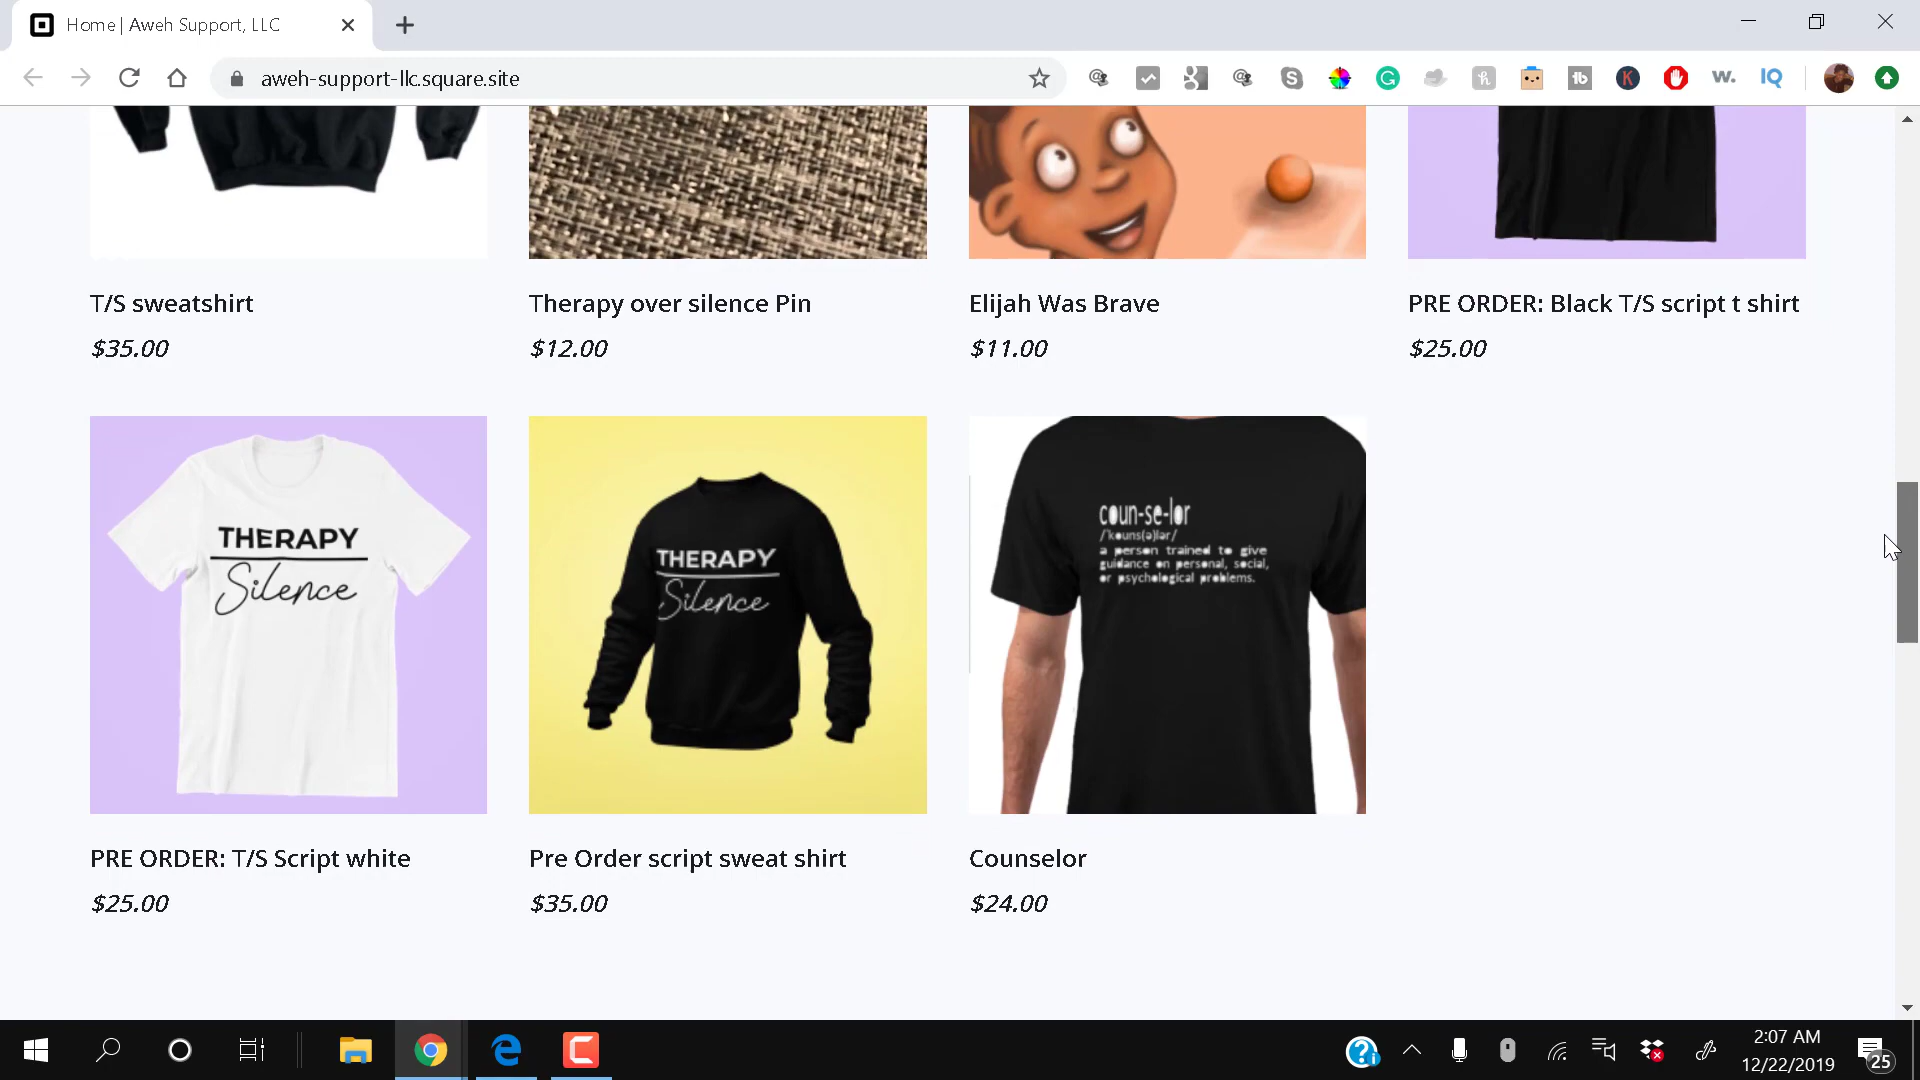 Home | Aweh Support, LLC
aweh-support-llc.square.site
T/S sweatshirt
Therapy over silence Pin
Elijah Was Brave
PRE ORDER: Black T/S script t shirt
$35.00
$12.00
$11.00
$25.00
THERAPY
Silence
THERAPY
Silence
coun-se-lor
/'kouns(ə)lər/
a person trained to give
guidance on personal, social,
or psychological problems.
PRE ORDER: T/S Script white
Pre Order script sweat shirt
Counselor
$25.00
$35.00
$24.00
2:07 AM
12/22/2019
25